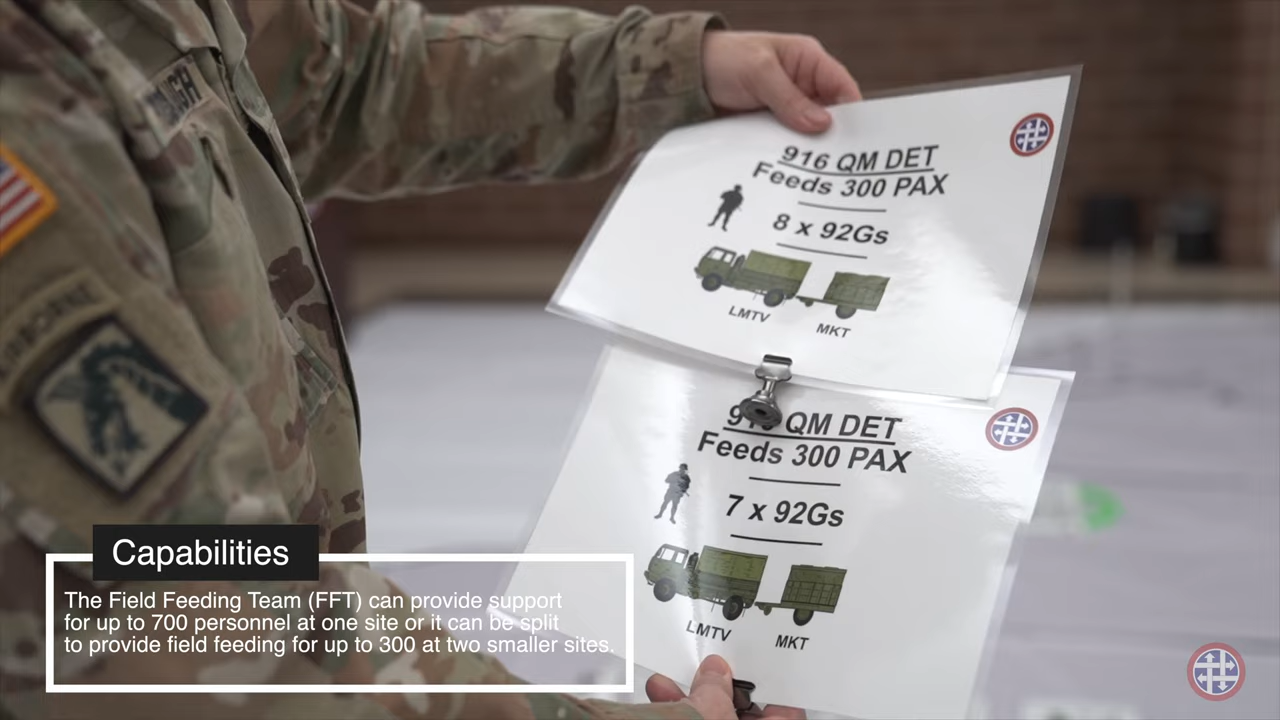 916 QM DET
Feeds 300 PAX
8 x 92Gs
LMTV
MKT
QM DET
Feeds 300 PAX
7 x 92Gs
LMTV
MKT
Capabilities
The Field Feeding Team (FFT) can provide support
for up to 700 personnel at one site or it can be split
to provide field feeding for up to 300 at two smaller sites.